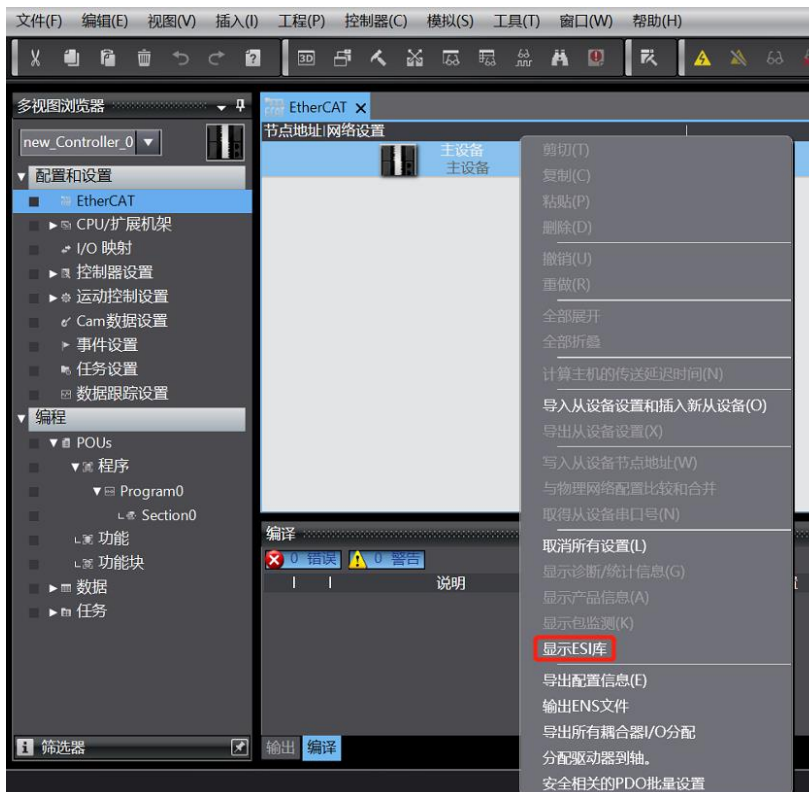 文件(F) 编辑(E) 视图(V) 插入(I) 工程(P) 控制器(C) 模拟(S) 工具(T) 窗口(W) 帮助(H)
多视图浏览器
new_Controller_0
配置和设置
EtherCAT
CPU/扩展机架
I/O 映射
控制器设置
运动控制设置
Cam数据设置
事件设置
任务设置
数据跟踪设置
编程
POUs
程序
Program0
Section0
功能
功能块
数据
任务
筛选器
EtherCAT
节点地址|网络设置
主设备
主设备
剪切(T)
复制(C)
粘贴(P)
删除(D)
撤销(U)
重做(R)
全部展开
全部折叠
计算主机的传送延迟时间(N)
导入从设备设置和插入新从设备(O)
导出从设备设置(X)
写入从设备节点地址(W)
与物理网络配置比较和合并
取得从设备串口号(N)
取消所有设置(L)
显示诊断/统计信息(G)
显示产品信息(A)
显示包监测(K)
显示ESI库
导出配置信息(E)
输出ENS文件
导出所有耦合器I/O分配
分配驱动器到轴。
安全相关的PDO批量设置
编译
0 错误 0 警告
说明
输出 编译